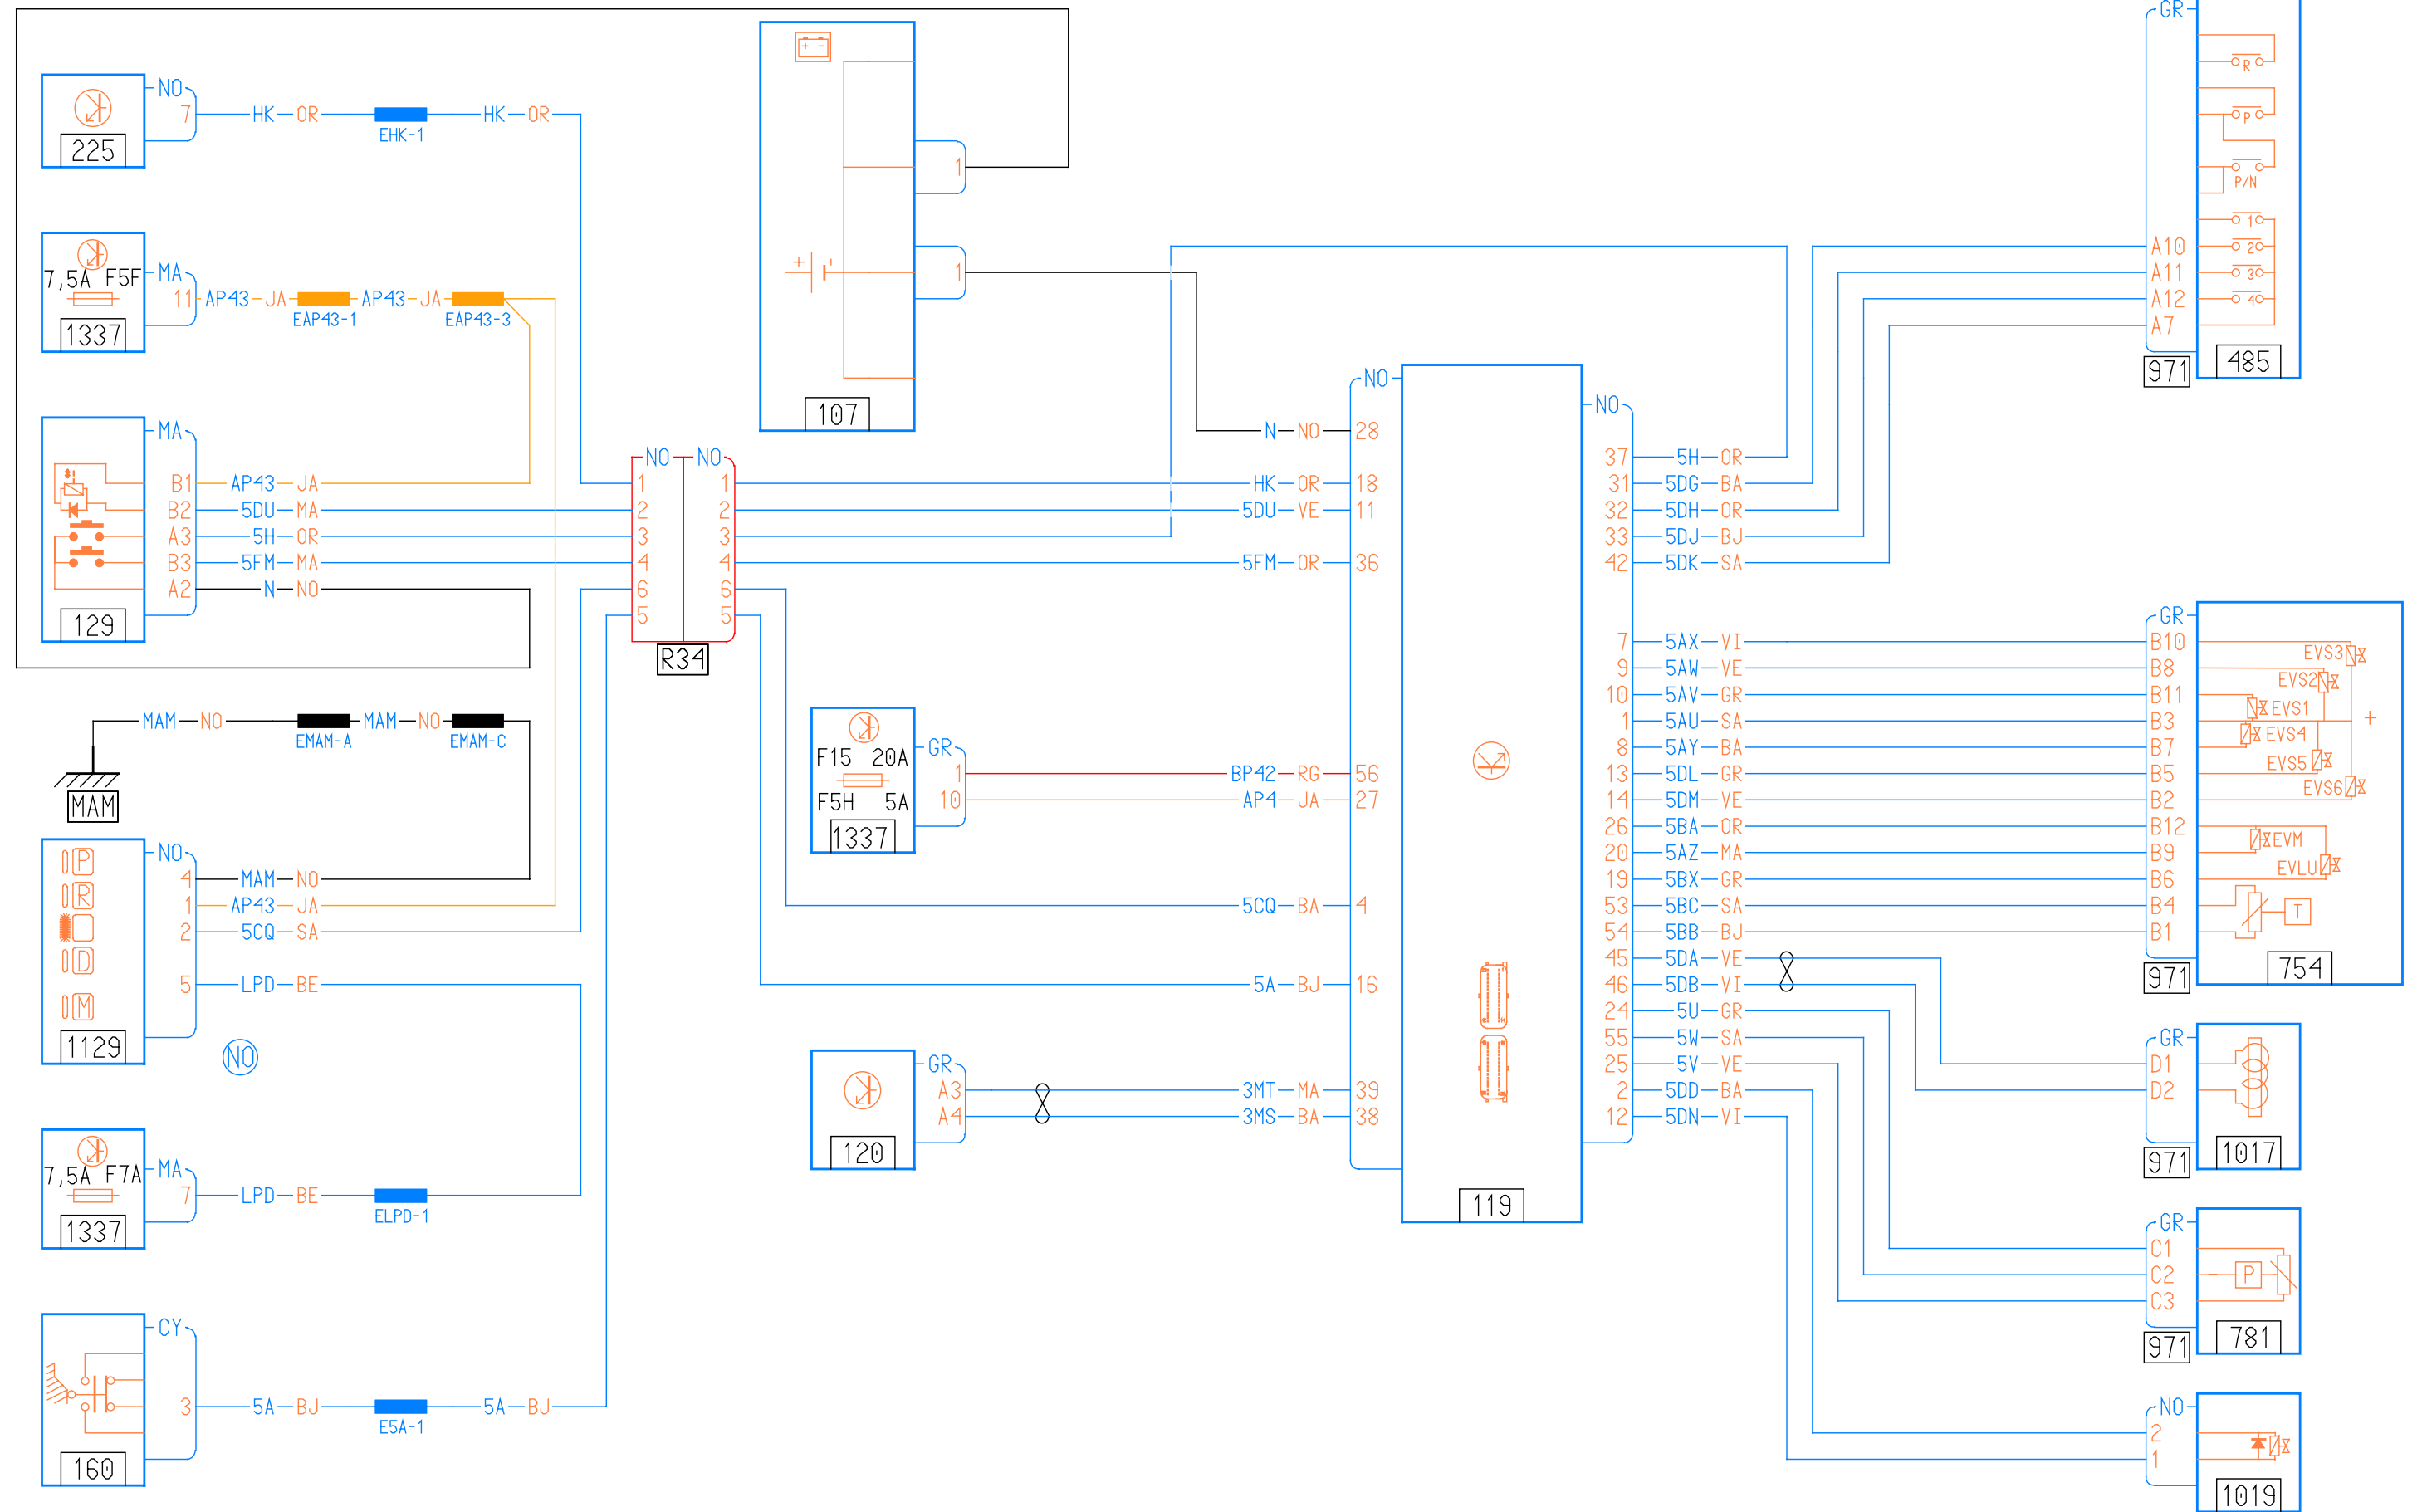 NO
7 HK OR EHK-1 HK OR
225
7,5A F5F
MA
11 AP43 JA EAP43-1 AP43 JA EAP43-3
1337
MA
B1 AP43 JA
B2 5DU MA
A3 5H OR
B3 5FM MA
A2 N NO
129
MAM NO EMAM-A MAM NO EMAM-C
MAM
P
R
D
M
NO
4 MAM NO
1 AP43 JA
2 5CQ SA
5 LPD BE
1129
NO
7,5A F7A
MA
7 LPD BE ELPD-1
1337
CY
3 5A BJ E5A-1 5A BJ
160
NO NO
1 1
2 2
3 3
4 4
6 6
5 5
R34
+ -
1
+ -
1
107
GR
F15 20A
1 BP42 RG 56
F5H 5A
10 AP4 JA 27
1337
GR
A3 3MT MA 39
A4 3MS BA 38
120
NO
N NO 28
HK OR 18
5DU VE 11
5FM OR 36
5CQ BA 4
5A BJ 16
119
NO
37 5H OR
31 5DG BA
32 5DH OR
33 5DJ BJ
42 5DK SA
7 5AX VI
9 5AW VE
10 5AV GR
1 5AU SA
8 5AY BA
13 5DL GR
14 5DM VE
26 5BA OR
20 5AZ MA
19 5BX GR
53 5BC SA
54 5BB BJ
45 5DA VE
46 5DB VI
24 5U GR
55 5W SA
25 5V VE
2 5DD BA
12 5DN VI
GR
R
P
P/N
1
A10 2
A11 3
A12 4
A7
971 485
GR
B10 EVS3
B8 EVS2
B11 EVS1
B3 +
B7 EVS4
B5 EVS5
B2 EVS6
B12
B9 EVM
B6 EVLU
B4 T
B1
971 754
GR
D1
D2
971 1017
GR
C1
C2 - P
C3
971 781
NO
2
1
1019